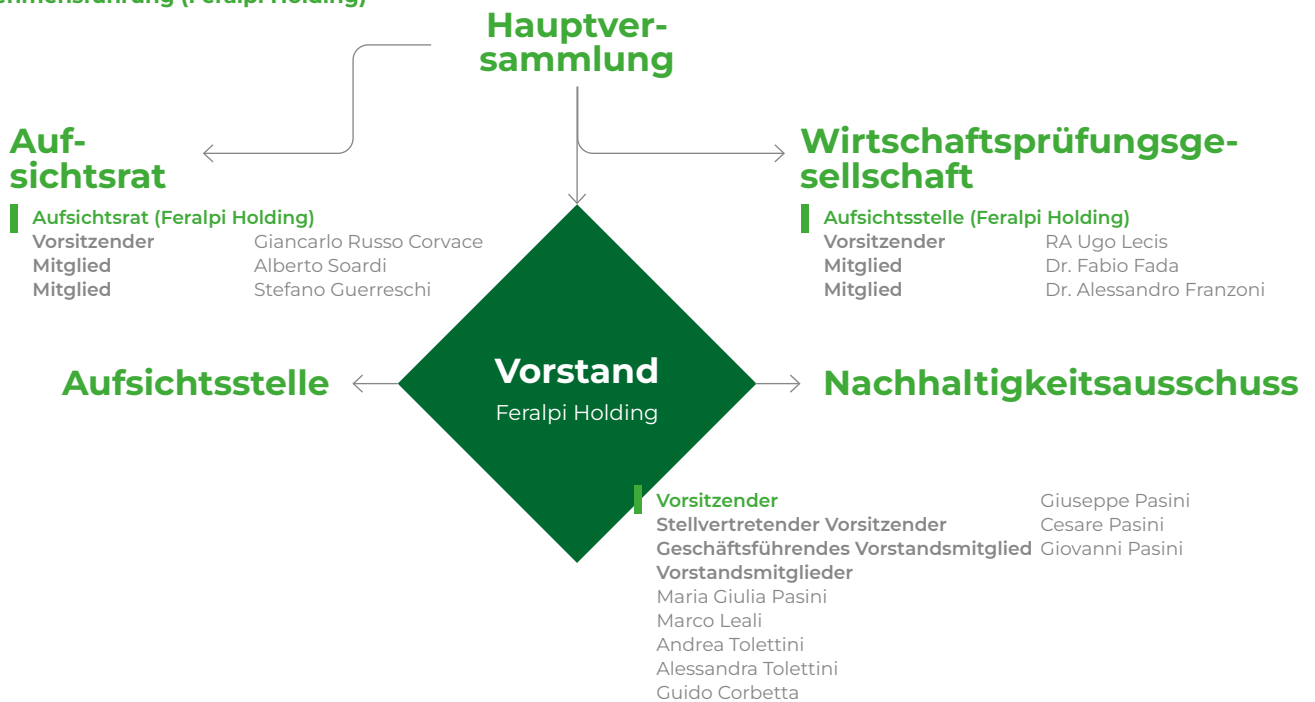 (Feralpi Holding)
Hauptver-
sammlung
Auf-
sichtsrat
Aufsichtsrat (Feralpi Holding)
Vorsitzender Giancarlo Russo Corvace
Mitglied Alberto Soardi
Mitglied Stefano Guerreschi
Wirtschaftsprüfungsge-
sellschaft
Aufsichtsstelle (Feralpi Holding)
Vorsitzender RA Ugo Lecis
Mitglied Dr. Fabio Fada
Mitglied Dr. Alessandro Franzoni
Aufsichtsstelle
Vorstand
Feralpi Holding
Nachhaltigkeitsausschuss
Vorsitzender Giuseppe Pasini
Stellvertretender Vorsitzender Cesare Pasini
Geschäftsführendes Vorstandsmitglied Giovanni Pasini
Vorstandsmitglieder
Maria Giulia Pasini
Marco Leali
Andrea Tolettini
Alessandra Tolettini
Guido Corbetta